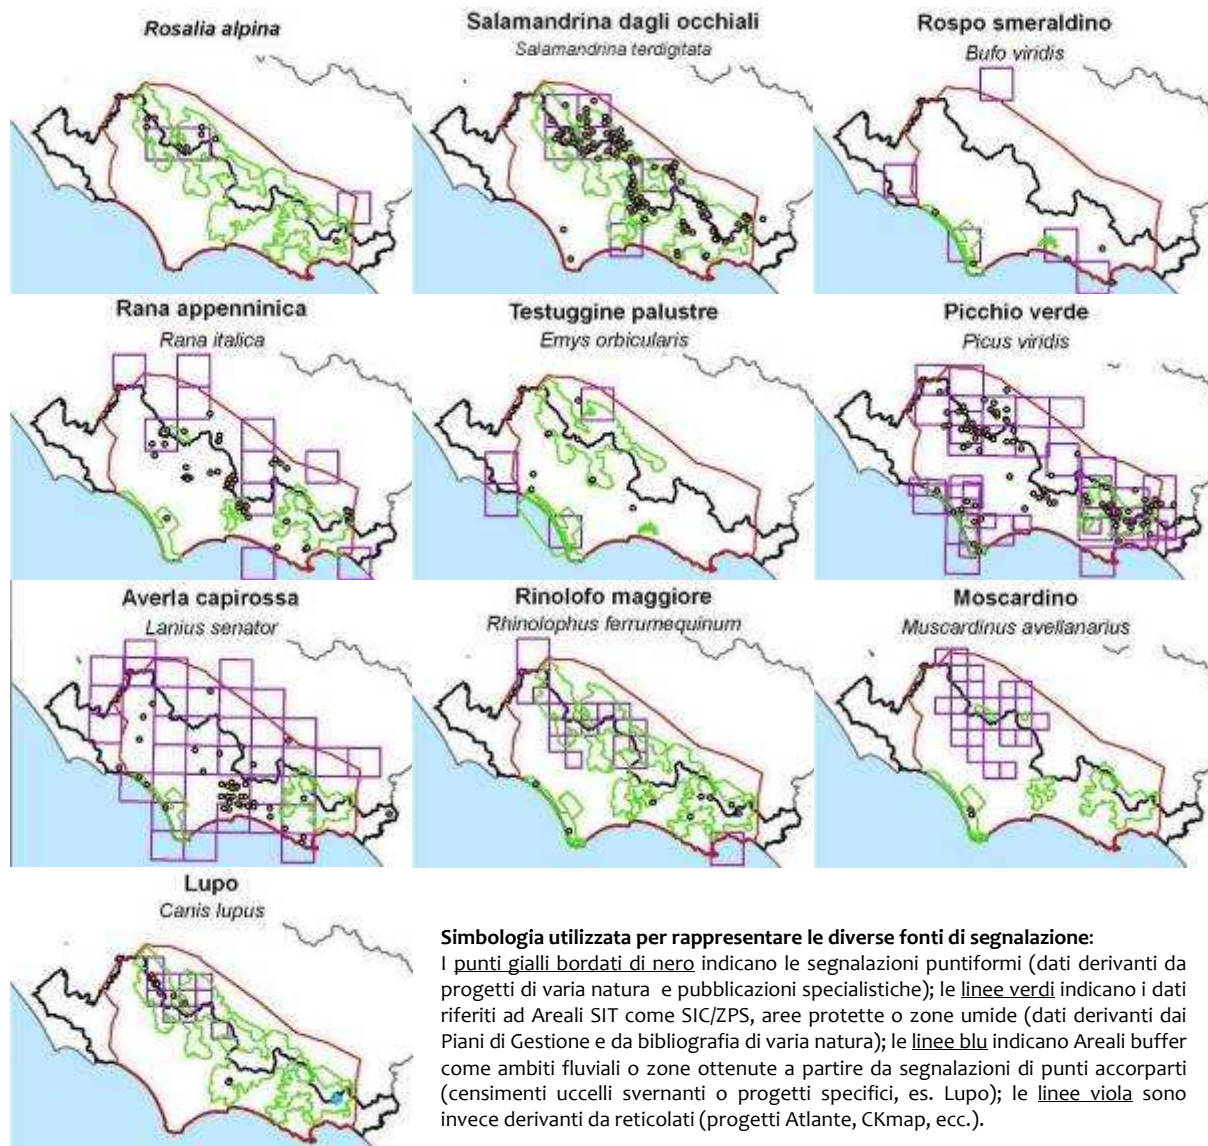 Rosalia alpina
Salamandrina dagli occhiali
Salamandrina terdigitata
Rospo smeraldino
Bufo viridis
Rana appenninica
Rana italica
Testuggine palustre
Emys orbicularis
Picchio verde
Picus viridis
Averla capirossa
Lanius senator
Rinolofo maggiore
Rhinolophus ferrumequinum
Moscardino
Muscardinus avellanarius
Lupo
Canis lupus
Simbologia utilizzata per rappresentare le diverse fonti di segnalazione:
I punti gialli bordati di nero indicano le segnalazioni puntiformi (dati derivanti da
progetti di varia natura e pubblicazioni specialistiche); le linee verdi indicano i dati
riferiti ad Areali SIT come SIC/ZPS, aree protette o zone umide (dati derivanti dai
Piani di Gestione e da bibliografia di varia natura); le linee blu indicano Areali buffer
come ambiti fluviali o zone ottenute a partire da segnalazioni di punti accorparti
(censimenti uccelli svernanti o progetti specifici, es. Lupo); le linee viola sono
invece derivanti da reticolati (progetti Atlante, CKmap, ecc.).